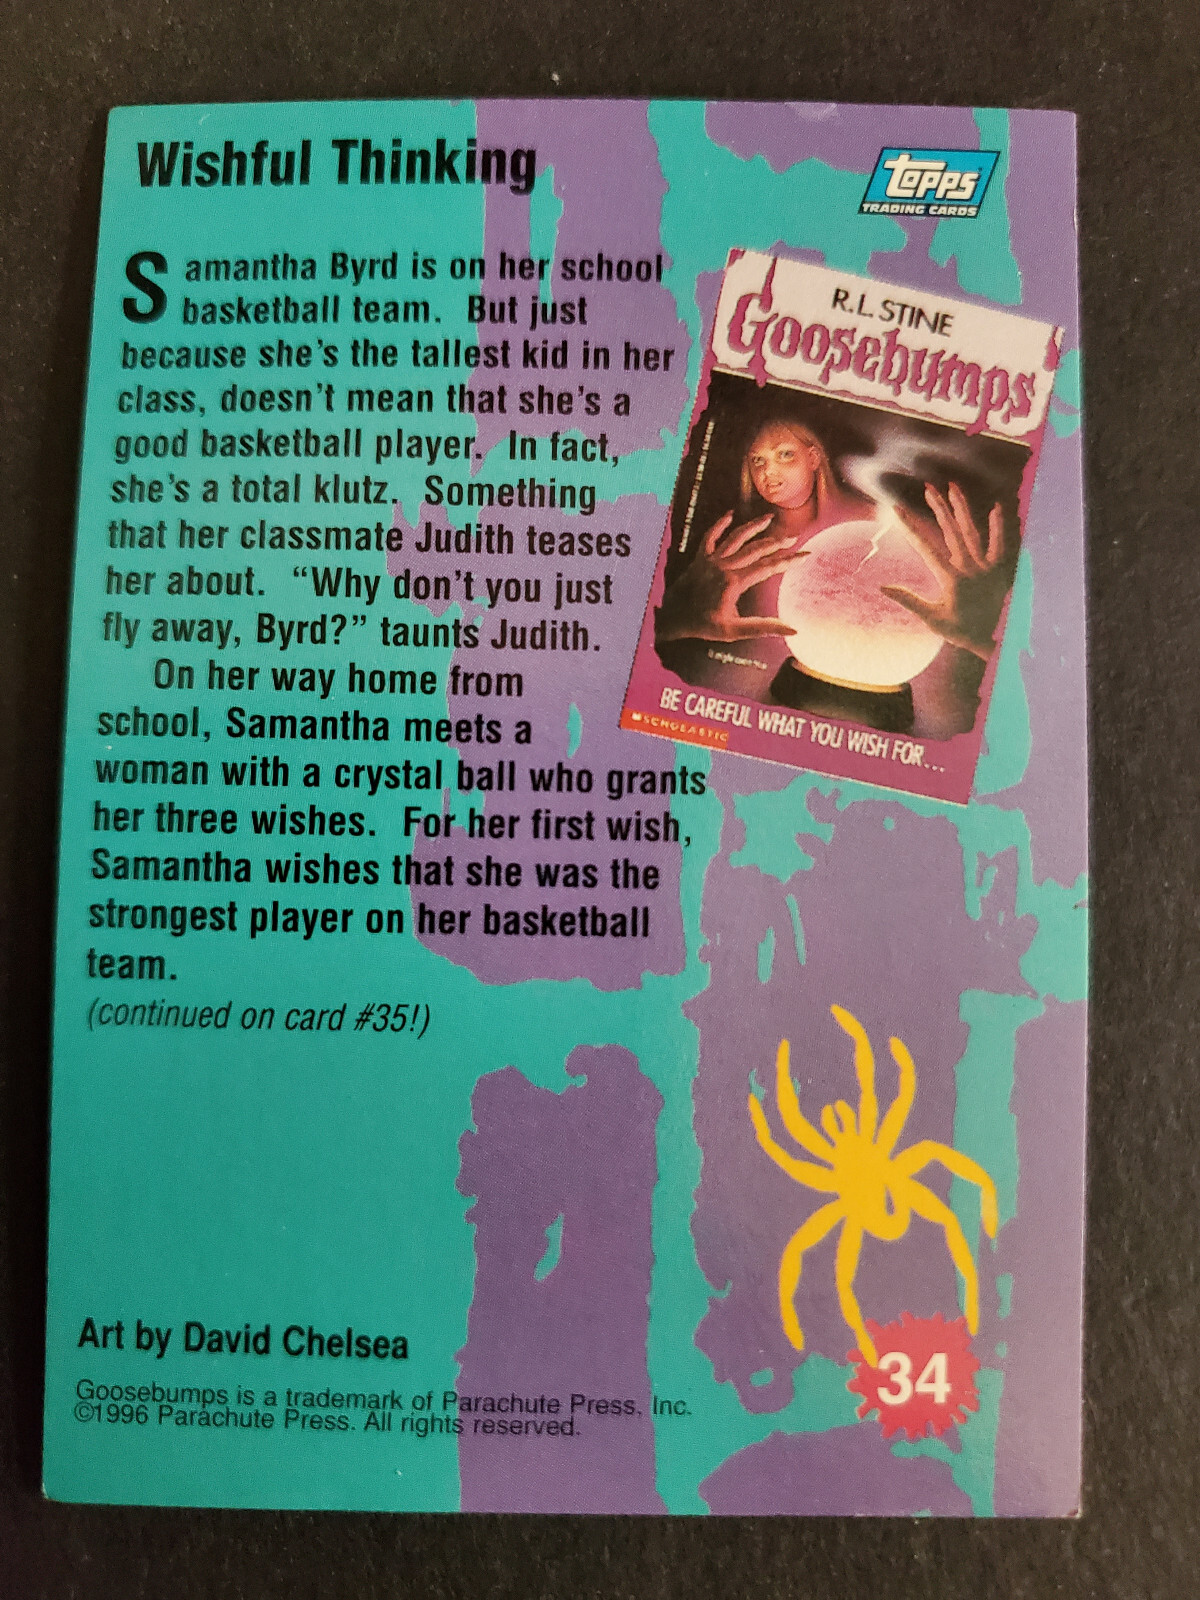 Wishful Thinking
TOPPS
TRADING CARDS
Samantha Byrd is on her school
basketball team. But just
because she's the tallest kid in her
class, doesn't mean that she's a
good basketball player. In fact,
she's a total klutz. Something
that her classmate Judith teases
her about. “Why don't you just
fly away, Byrd?” taunts Judith.
On her way home from
school, Samantha meets a
woman with a crystal ball who grants
her three wishes. For her first wish,
Samantha wishes that she was the
strongest player on her basketball
team.
(continued on card #35!)
R.L. STINE
Goosebumps
BE CAREFUL WHAT YOU WISH FOR...
SCHOLASTIC
Art by David Chelsea
Goosebumps is a trademark of Parachute Press, Inc.
©1996 Parachute Press. All rights reserved.
34